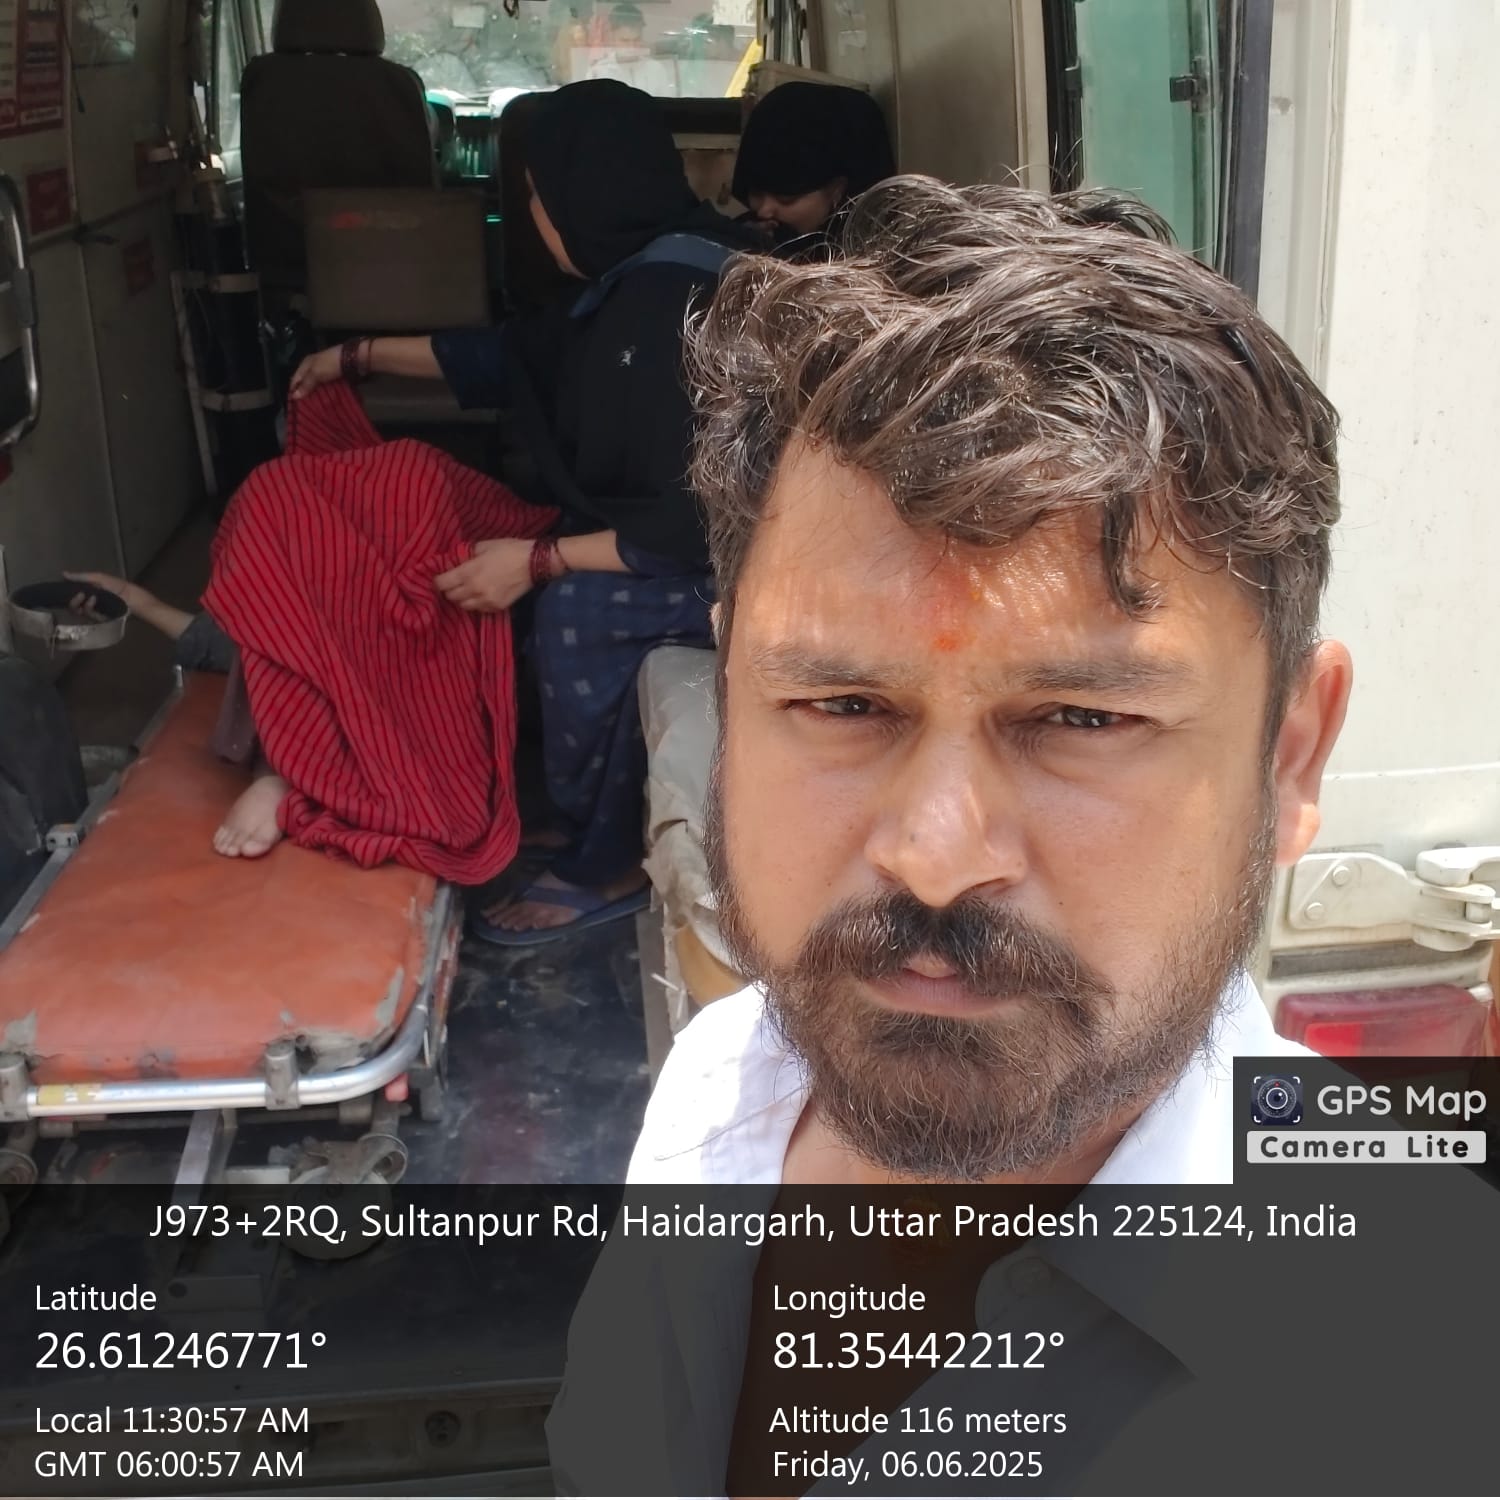 GPS Map
Camera Lite
J973+2RQ, Sultanpur Rd, Haidargarh, Uttar Pradesh 225124, India
Latitude
26.61246771°
Longitude
81.35442212°
Local 11:30:57 AM
GMT 06:00:57 AM
Altitude 116 meters
Friday, 06.06.2025